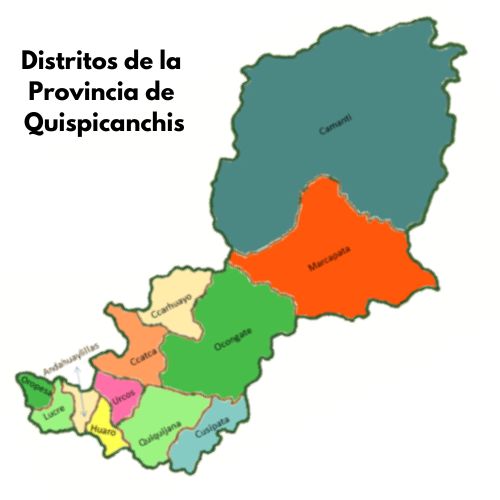 Distritos de la
Provincia de
Quispicanchis
Camanti
Marcapata
Ccarhuayo
Ocongate
Ccatca
Andahuaylillas
Oropesa
Urcos
Lucre
Huaro
Quiquijana
Cusipata